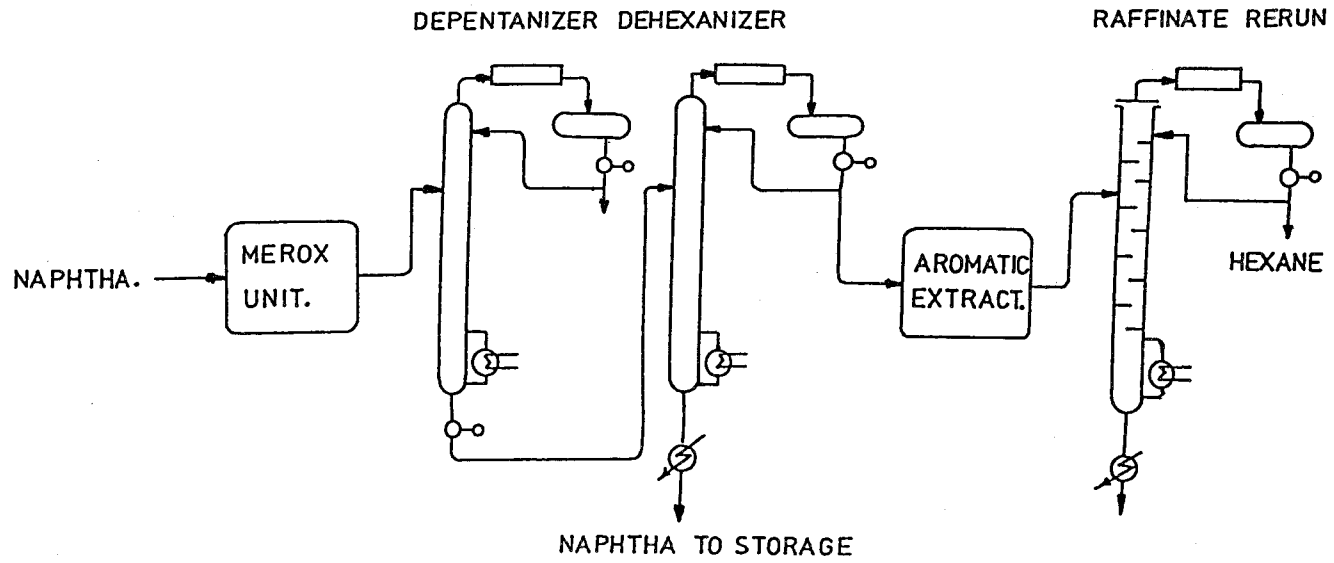 DEPENTANIZER DEHEXANIZER
RAFFINATE RERUN
NAPHTHA.
MEROX
UNIT.
AROMATIC
EXTRACT.
HEXANE
NAPHTHA TO STORAGE